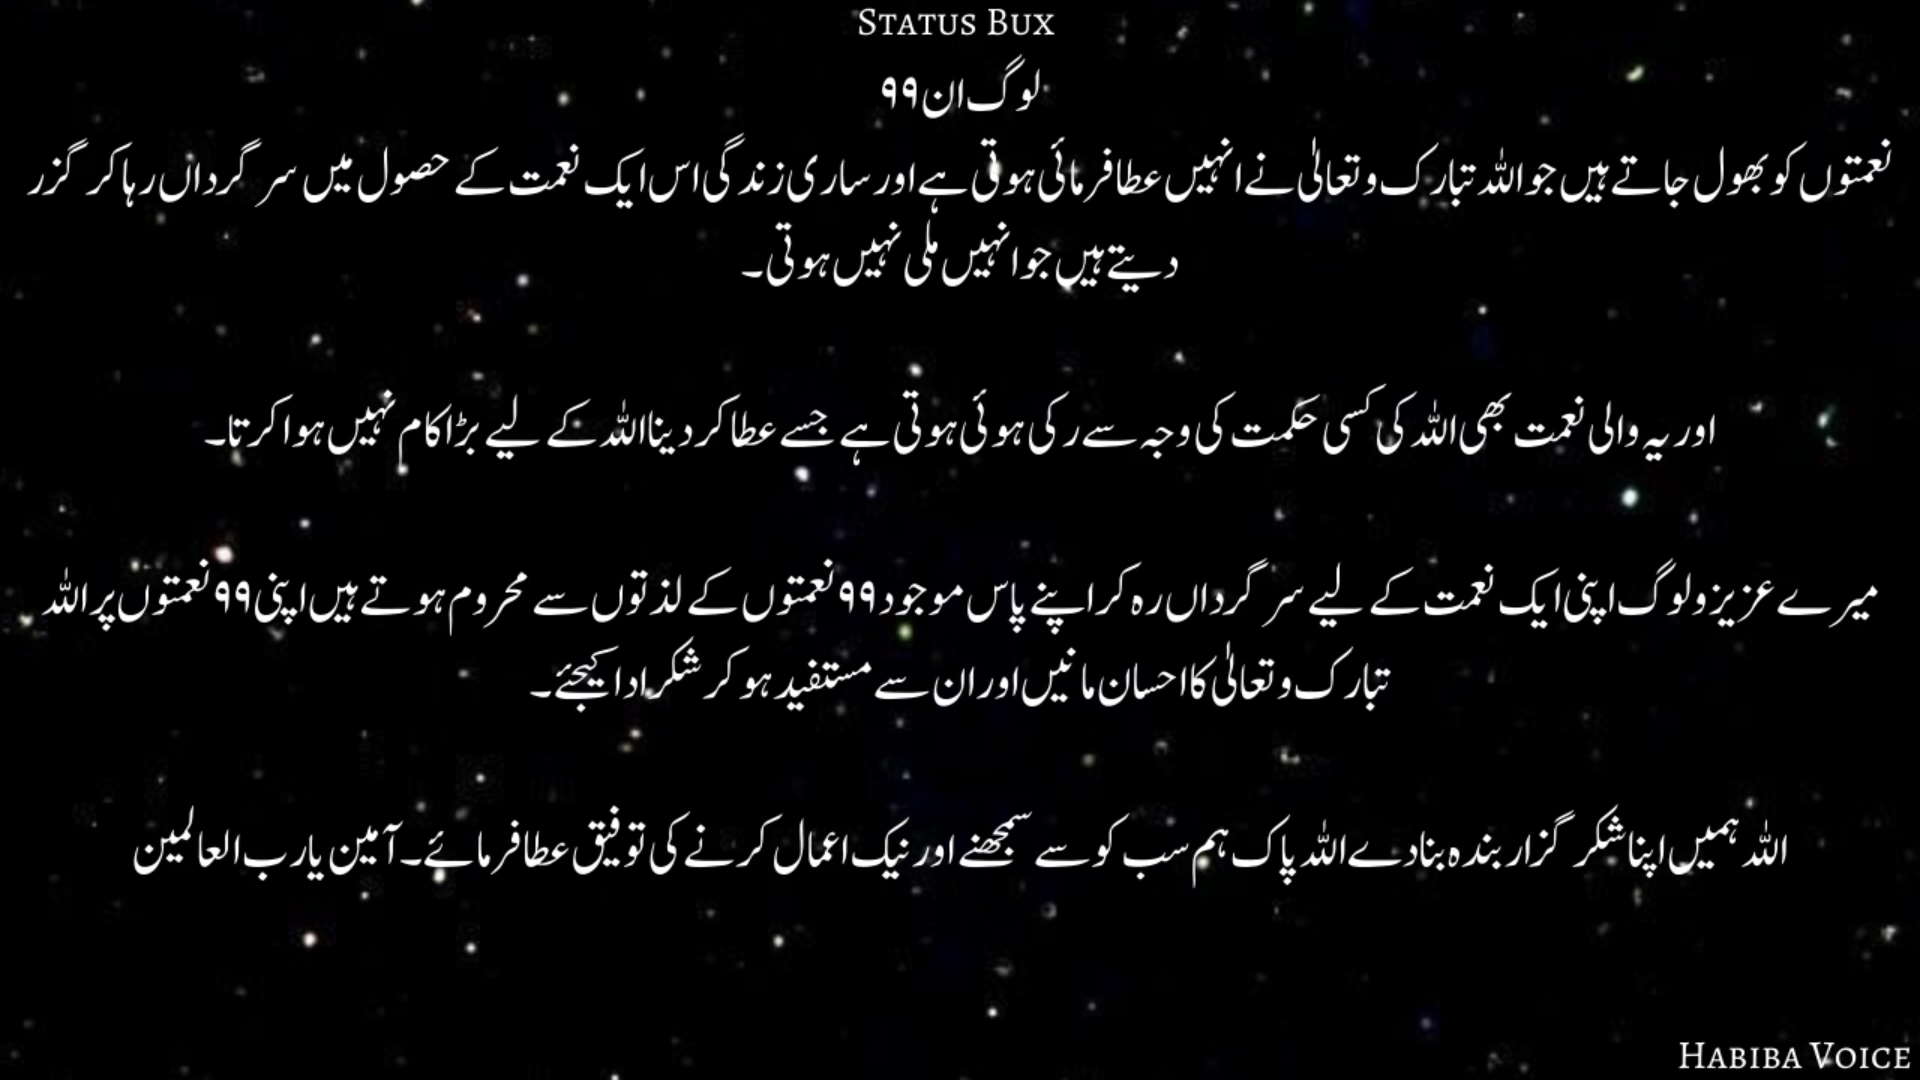 Status Bux
لوگ ان ۹۹
نعمتوں کو بھول جاتے ہیں جو اللہ تبارک وتعالٰی نے انہیں عطا فرمائی ہوتی ہے اور ساری زندگی اس ایک نعمت کے حصول میں سر گرداں رہا کر گزر
دیتے ہیں جو انہیں ملی نہیں ہوتی۔
اور یہ والی نعمت بھی اللہ کی کسی حکمت کی وجہ سے رکی ہوئی ہوتی ہے جسے عطا کر دینا اللہ کے لیے بڑا کام نہیں ہوا کرتا۔
میرے عزیزو لوگ اپنی ایک نعمت کے لیے سر گرداں رہ کر اپنے پاس موجود ۹۹ نعمتوں کے لذتوں سے محروم ہوتے ہیں اپنی ۹۹ نعمتوں پر اللہ
تبارک وتعالٰی کا احسان مانیں اور ان سے مستفید ہو کر شکر ادا کیجئے۔
اللہ ہمیں اپنا شکر گزار بندہ بنا دے اللہ پاک ہم سب کو سے سمجھنے اور نیک اعمال کرنے کی توفیق عطا فرمائے۔ آمین یا رب العالمین
Habiba Voice